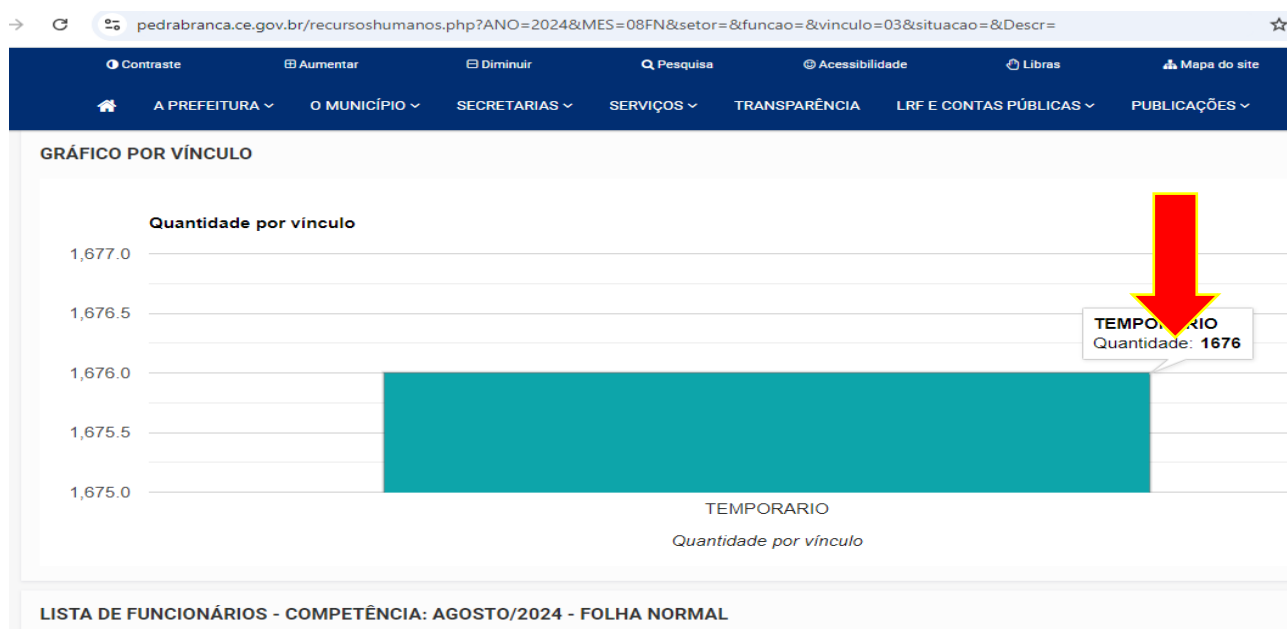 pedrabranca.ce.gov.br/recursoshumanos.php?ANO=2024&MES=08FN&setor=&funcao=&vinculo=03&situacao=&Descr=
Contraste Aumentar Diminuir Pesquisa Acessibilidade Libras Mapa do site
A PREFEITURA O MUNICÍPIO SECRETARIAS SERVIÇOS TRANSPARÊNCIA LRF E CONTAS PÚBLICAS PUBLICAÇÕES
GRÁFICO POR VÍNCULO
Quantidade por vínculo
1,677.0
1,676.5
TEMPORARIO
Quantidade: 1676
1,676.0
1,675.5
1,675.0
TEMPORARIO
Quantidade por vínculo
LISTA DE FUNCIONÁRIOS - COMPETÊNCIA: AGOSTO/2024 - FOLHA NORMAL